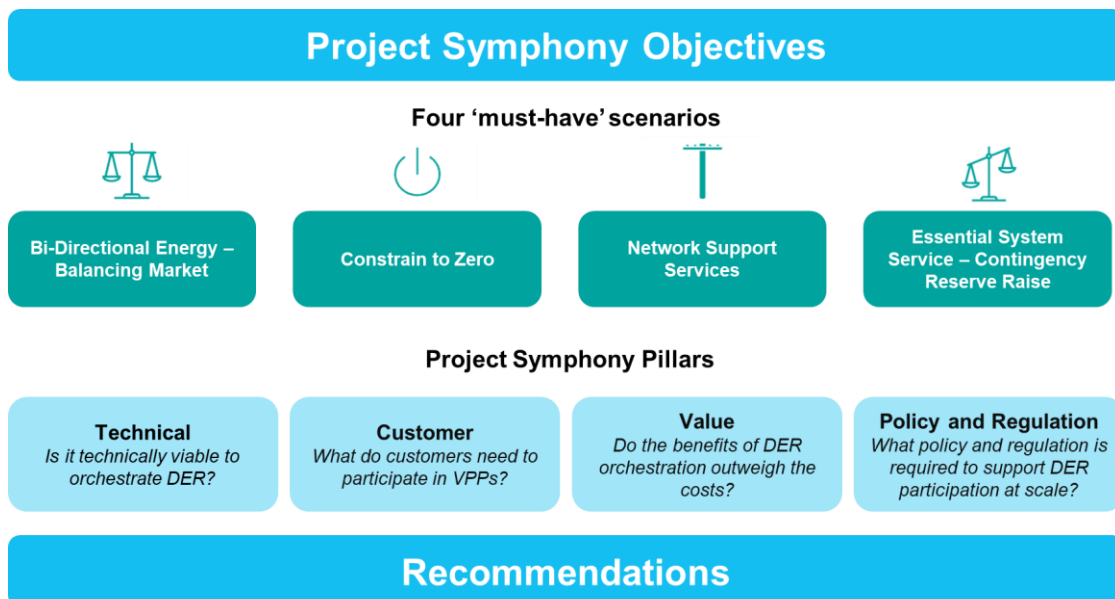 Project Symphony Objectives
Four ‘must-have’ scenarios
Bi-Directional Energy –
Balancing Market
Constrain to Zero
Network Support
Services
Essential System
Service – Contingency
Reserve Raise
Project Symphony Pillars
Technical
Is it technically viable to
orchestrate DER?
Customer
What do customers need to
participate in VPPs?
Value
Do the benefits of DER
orchestration outweigh the
costs?
Policy and Regulation
What policy and regulation is
required to support DER
participation at scale?
Recommendations